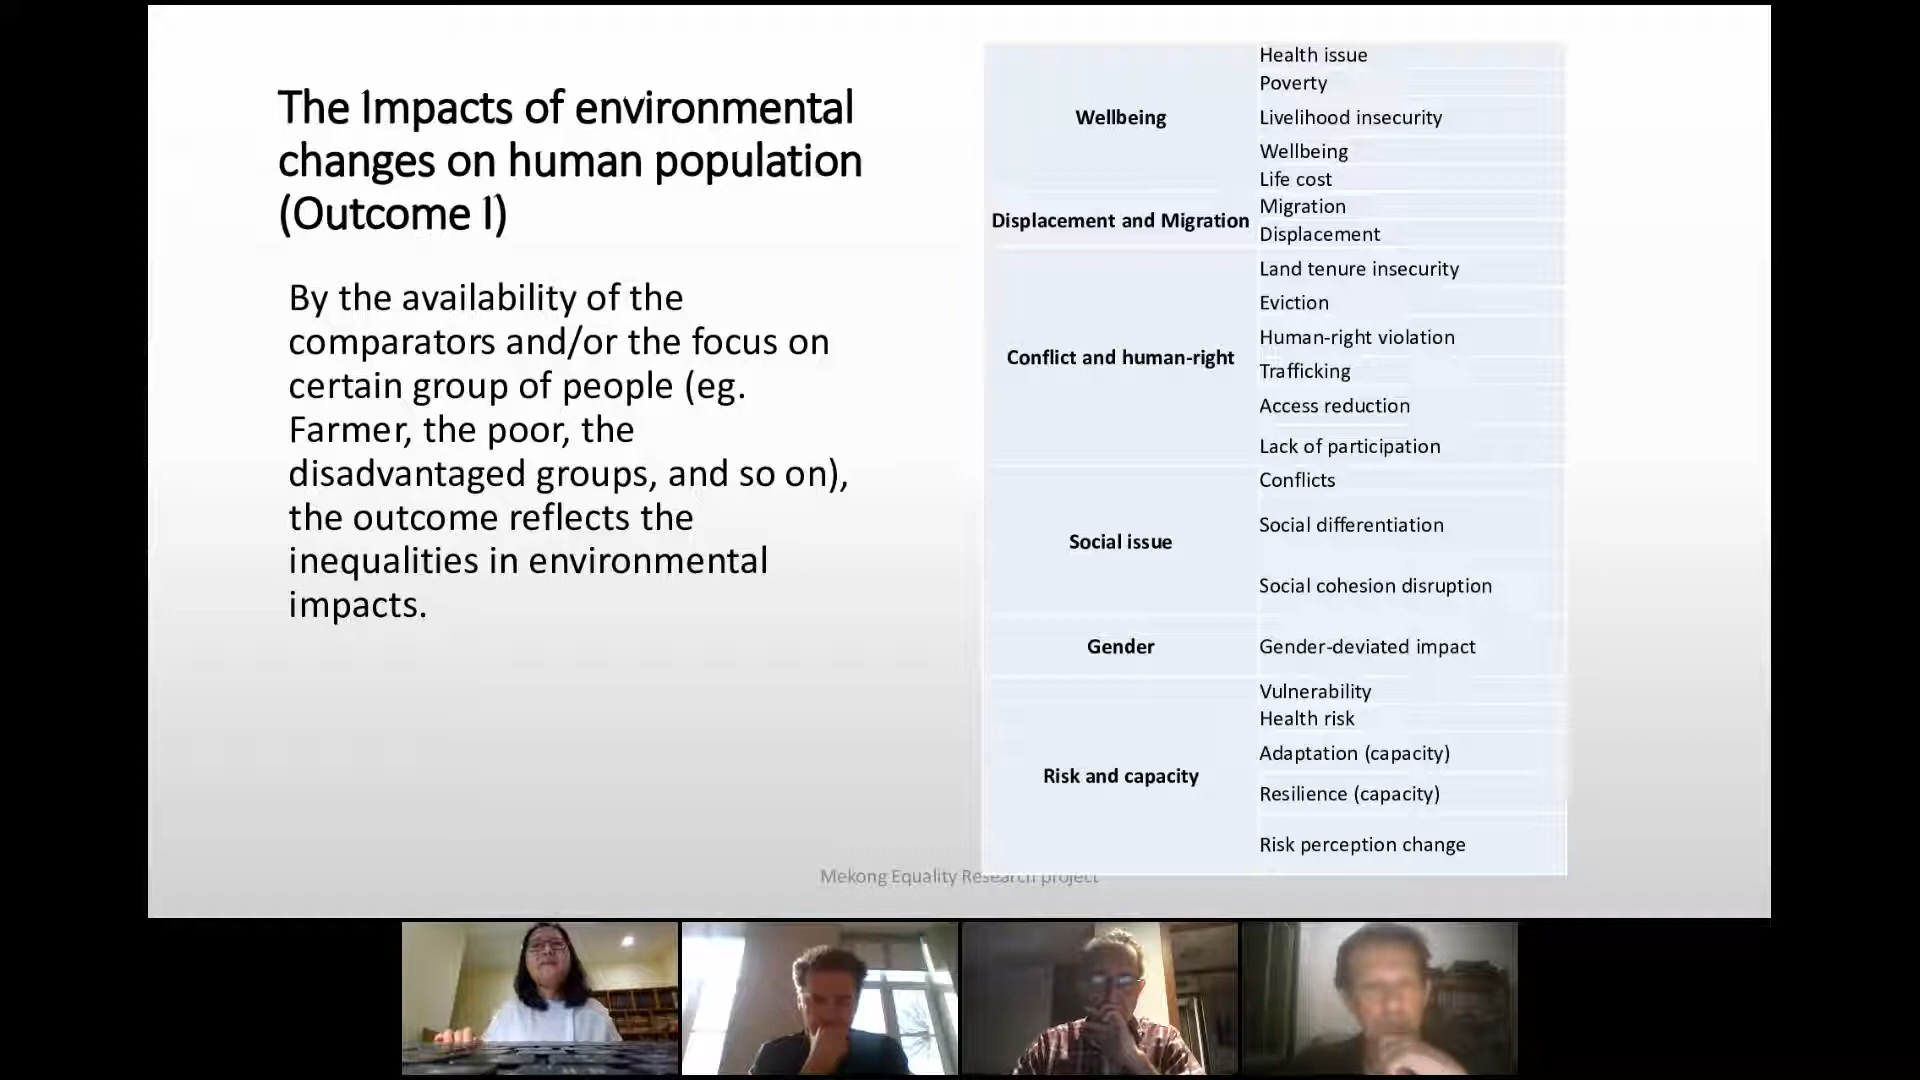 The Impacts of environmental
changes on human population
(Outcome I)
By the availability of the
comparators and/or the focus on
certain group of people (eg.
Farmer, the poor, the
disadvantaged groups, and so on),
the outcome reflects the
inequalities in environmental
impacts.
Wellbeing
Health issue
Poverty
Livelihood insecurity
Wellbeing
Life cost
Displacement and Migration
Migration
Displacement
Conflict and human-right
Land tenure insecurity
Eviction
Human-right violation
Trafficking
Access reduction
Lack of participation
Social issue
Conflicts
Social differentiation
Social cohesion disruption
Gender
Gender-deviated impact
Risk and capacity
Vulnerability
Health risk
Adaptation (capacity)
Resilience (capacity)
Risk perception change
Mekong Equality Research project